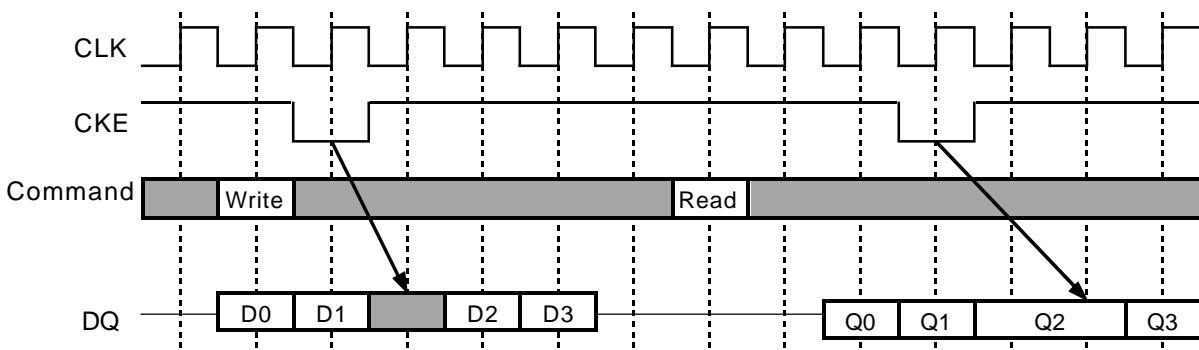 CLK
CKE
Command Write Read
DQ D0 D1 D2 D3 Q0 Q1 Q2 Q3